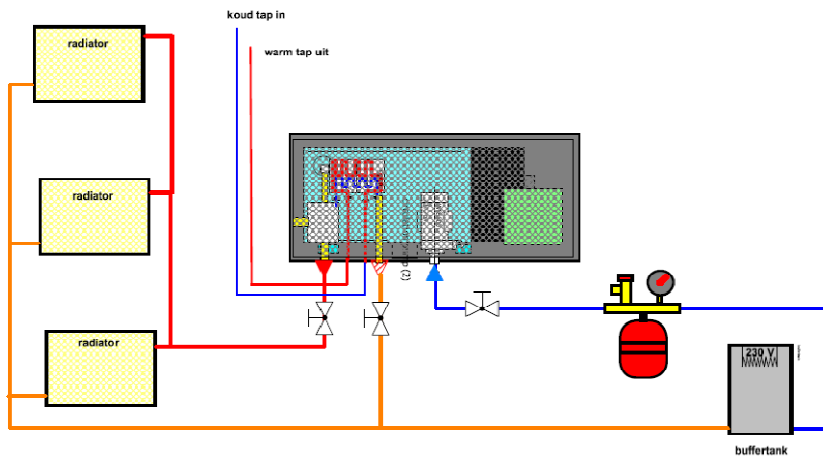 koud tap in
warm tap uit
radiator
radiator
radiator
230 V
buffertank